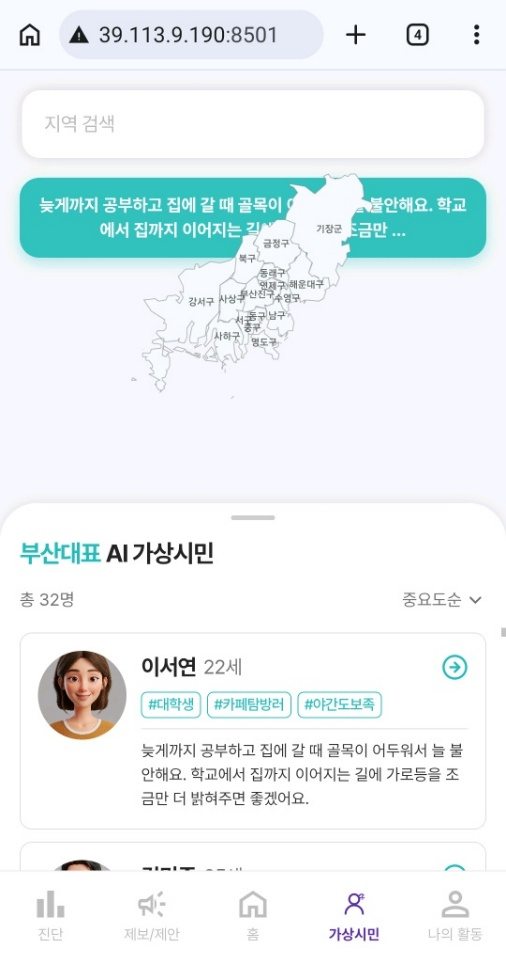 39.113.9.190:8501
4
지역 검색
늦게까지 공부하고 집에 갈 때 골목이 불안해요. 학교
에서 집까지 이어지는 조금만 ...
기장군
금정구
북구
동래구
연제구 해운대구
강서구 사상구 부산진구 수영구
서구 동구 남구
중구
사하구 영도구
부산대표 AI 가상시민
총 32명
중요도순
이서연 22세
#대학생 #카페탐방러 #야간도보족
늦게까지 공부하고 집에 갈 때 골목이 어두워서 늘 불
안해요. 학교에서 집까지 이어지는 길에 가로등을 조
금만 더 밝혀주면 좋겠어요.
진단 제보/제안 홈 가상시민 나의 활동